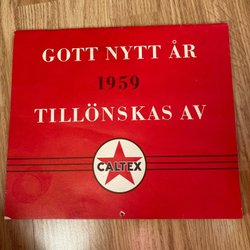 GOTT NYTT ÅR
1959
TILLÖNSKAS AV
CALTEX